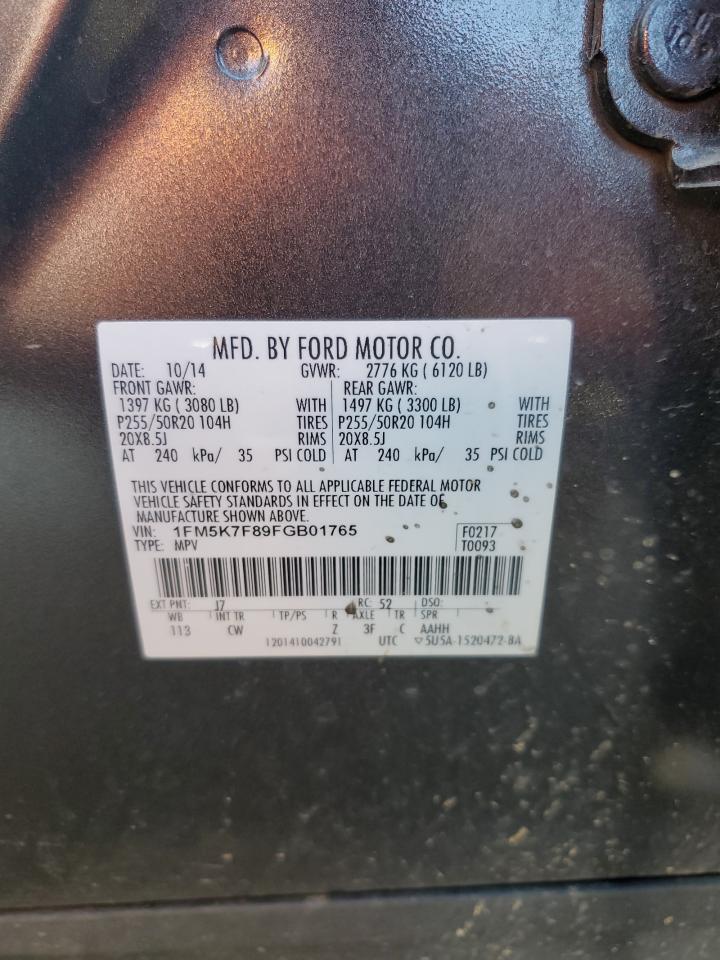 MFD. BY FORD MOTOR CO.
DATE: 10/14 GVWR: 2776 KG ( 6120 LB)
FRONT GAWR: REAR GAWR:
1397 KG ( 3080 LB) WITH 1497 KG ( 3300 LB) WITH
P255/50R20 104H TIRES P255/50R20 104H TIRES
20X8.5J RIMS 20X8.5J RIMS
AT 240 kPa/ 35 PSI COLD AT 240 kPa/ 35 PSI COLD
THIS VEHICLE CONFORMS TO ALL APPLICABLE FEDERAL MOTOR
VEHICLE SAFETY STANDARDS IN EFFECT ON THE DATE OF
MANUFACTURE SHOWN ABOVE.
VIN: 1FM5K7F89FGB01765 F0217
TYPE: MPV T0093
EXT PNT: J7 RC: 52 DSO:
WB INT TR TP/PS R AXLE TR SPR
113 CW Z 3F C AAHH
1201410042791 UTC ▽5U5A-1520472-BA